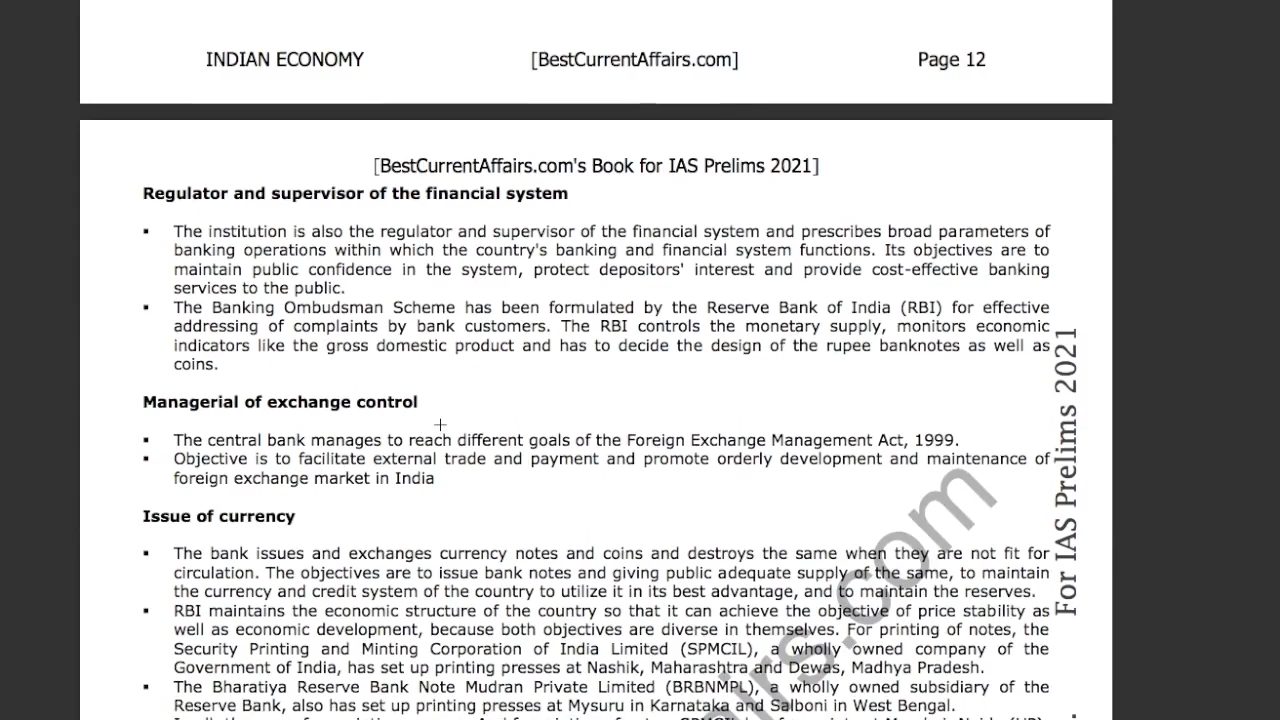 INDIAN ECONOMY [BestCurrentAffairs.com] Page 12
[BestCurrentAffairs.com's Book for IAS Prelims 2021]
Regulator and supervisor of the financial system
▪ The institution is also the regulator and supervisor of the financial system and prescribes broad parameters of
banking operations within which the country's banking and financial system functions. Its objectives are to
maintain public confidence in the system, protect depositors' interest and provide cost-effective banking
services to the public.
▪ The Banking Ombudsman Scheme has been formulated by the Reserve Bank of India (RBI) for effective
addressing of complaints by bank customers. The RBI controls the monetary supply, monitors economic
indicators like the gross domestic product and has to decide the design of the rupee banknotes as well as
coins.
Managerial of exchange control
▪ The central bank manages to reach different goals of the Foreign Exchange Management Act, 1999.
▪ Objective is to facilitate external trade and payment and promote orderly development and maintenance of
foreign exchange market in India
Issue of currency
▪ The bank issues and exchanges currency notes and coins and destroys the same when they are not fit for
circulation. The objectives are to issue bank notes and giving public adequate supply of the same, to maintain
the currency and credit system of the country to utilize it in its best advantage, and to maintain the reserves.
▪ RBI maintains the economic structure of the country so that it can achieve the objective of price stability as
well as economic development, because both objectives are diverse in themselves. For printing of notes, the
Security Printing and Minting Corporation of India Limited (SPMCIL), a wholly owned company of the
Government of India, has set up printing presses at Nashik, Maharashtra and Dewas, Madhya Pradesh.
▪ The Bharatiya Reserve Bank Note Mudran Private Limited (BRBNMPL), a wholly owned subsidiary of the
Reserve Bank, also has set up printing presses at Mysuru in Karnataka and Salboni in West Bengal.
For IAS Prelims 2021
irs.com